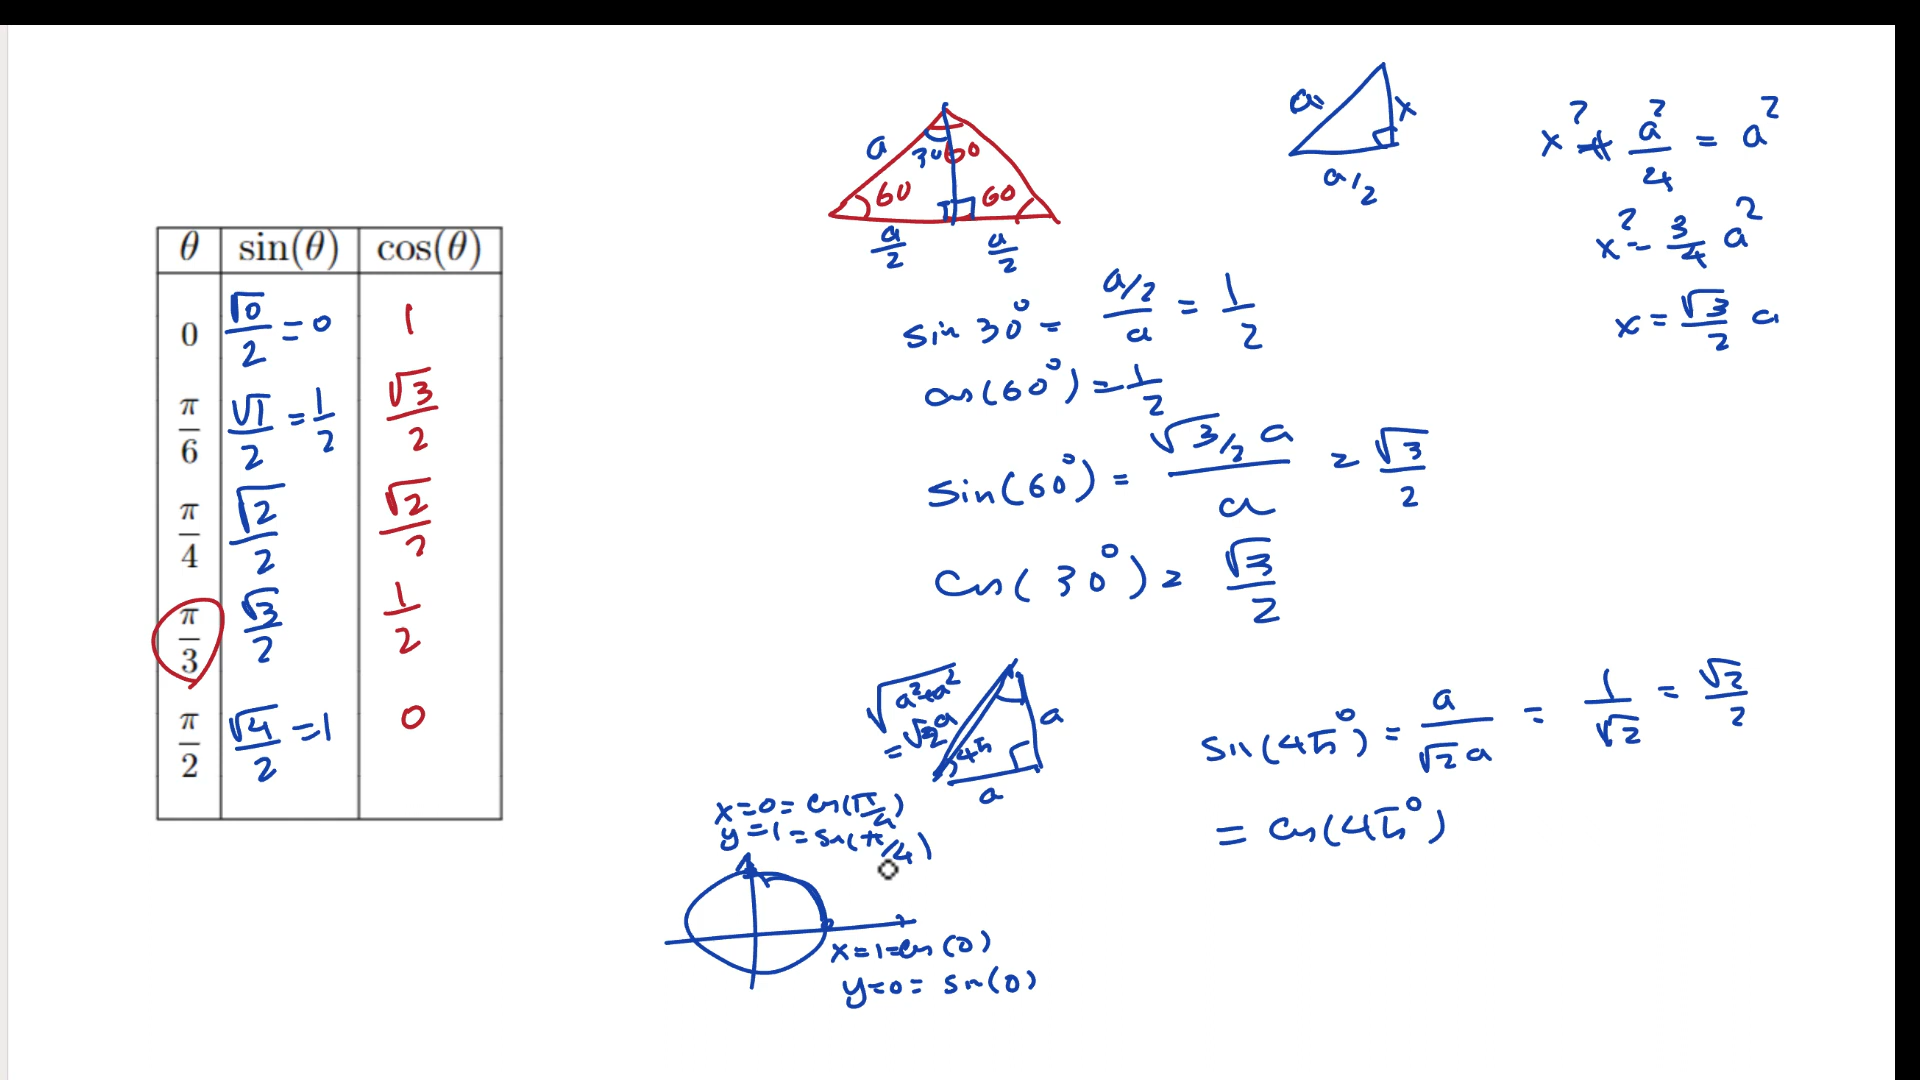 θ sin(θ) cos(θ)
0 √0/2 = 0 1
π/6 √1/2 = 1/2 √3/2
π/4 √2/2 √2/2
π/3 √3/2 1/2
π/2 √4/2 = 1 0
a 30 60
60 60
a/2 a/2
a x
a/2
x² + a²/4 = a²
x² = 3/4 a²
x = √3/2 a
sin 30° = a/2 / a = 1/2
cos(60°) = 1/2
sin(60°) = √3/2 a / a = √3/2
cos(30°) = √3/2
√a²+a²
= √2 a
45 a
a
sin(45°) = a/√2 a = 1/√2 = √2/2
= cos(45°)
y = 1 = sin(π/4)
x = 1 = cos(0)
y = 0 = sin(0)